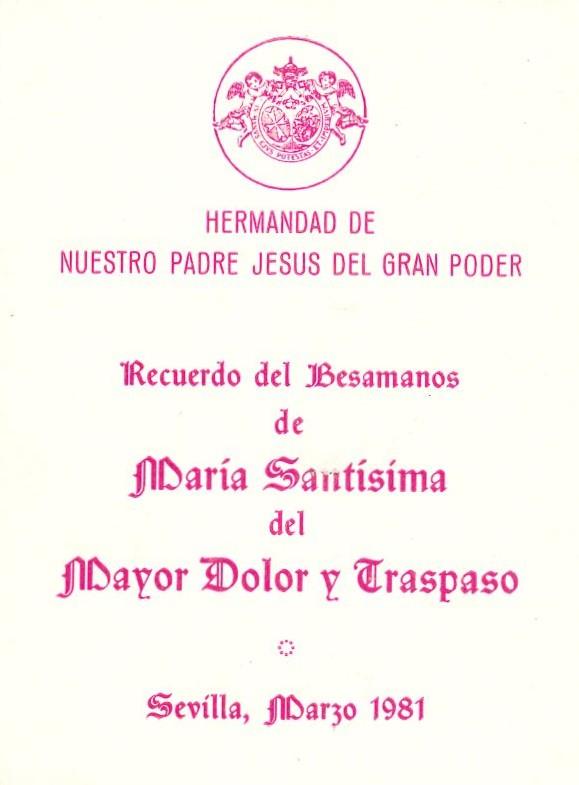 HERMANDAD DE
NUESTRO PADRE JESUS DEL GRAN PODER
Recuerdo del Besamanos
de
María Santísima
del
Mayor Dolor y Traspaso
Sevilla, Marzo 1981